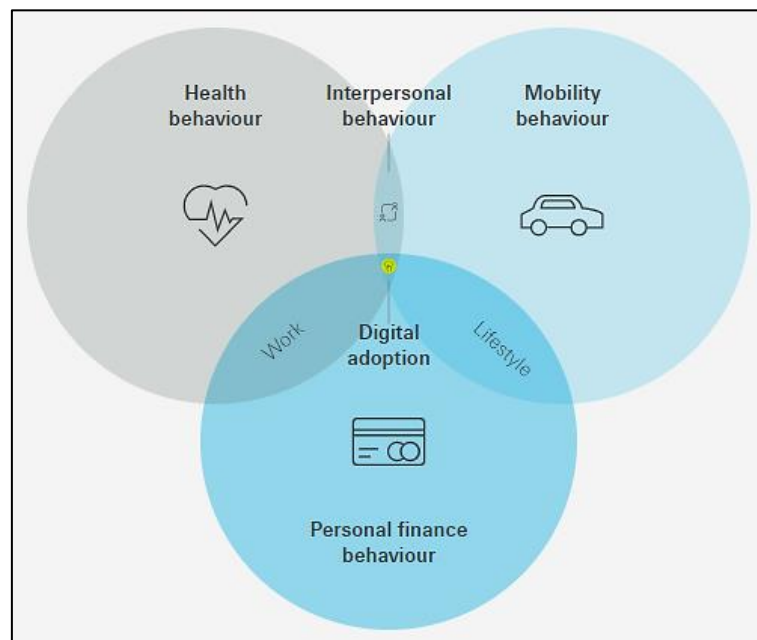 Health
behaviour
Interpersonal
behaviour
Mobility
behaviour
Work
Digital
adoption
Lifestyle
Personal finance
behaviour